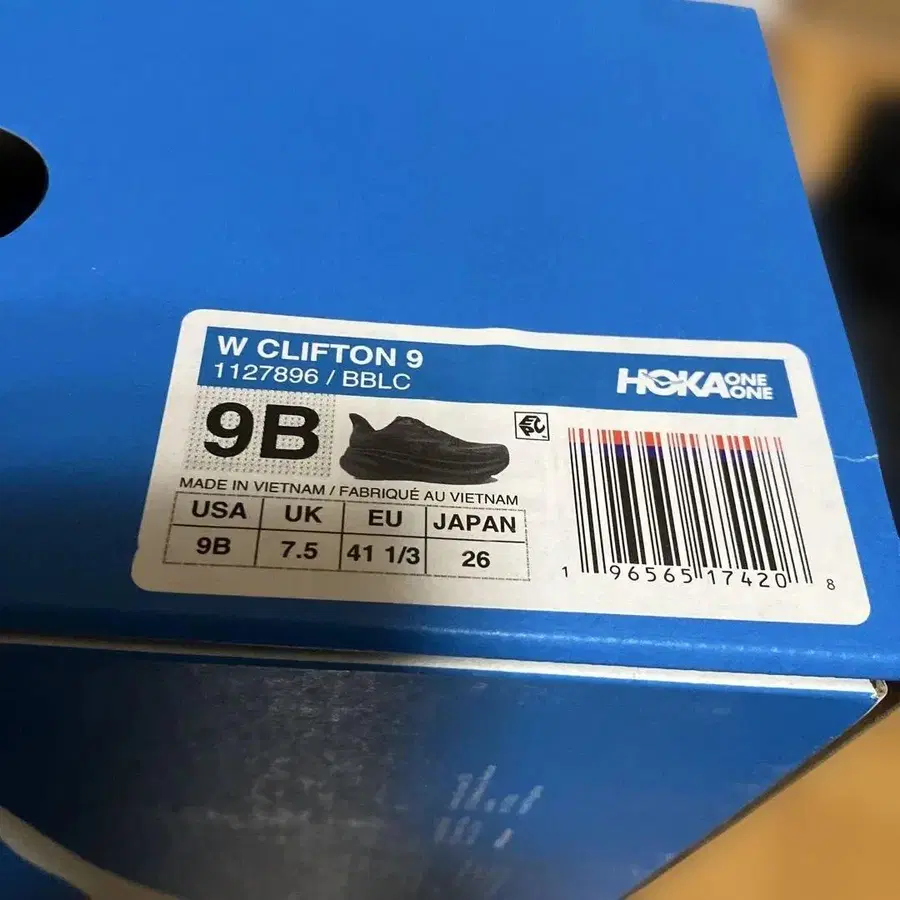 W CLIFTON 9
1127896 / BBLC
HOKA ONE ONE
9B
MADE IN VIETNAM / FABRIQUÉ AU VIETNAM
USA UK EU JAPAN
9B 7.5 41 1/3 26
1 96565 17420 8